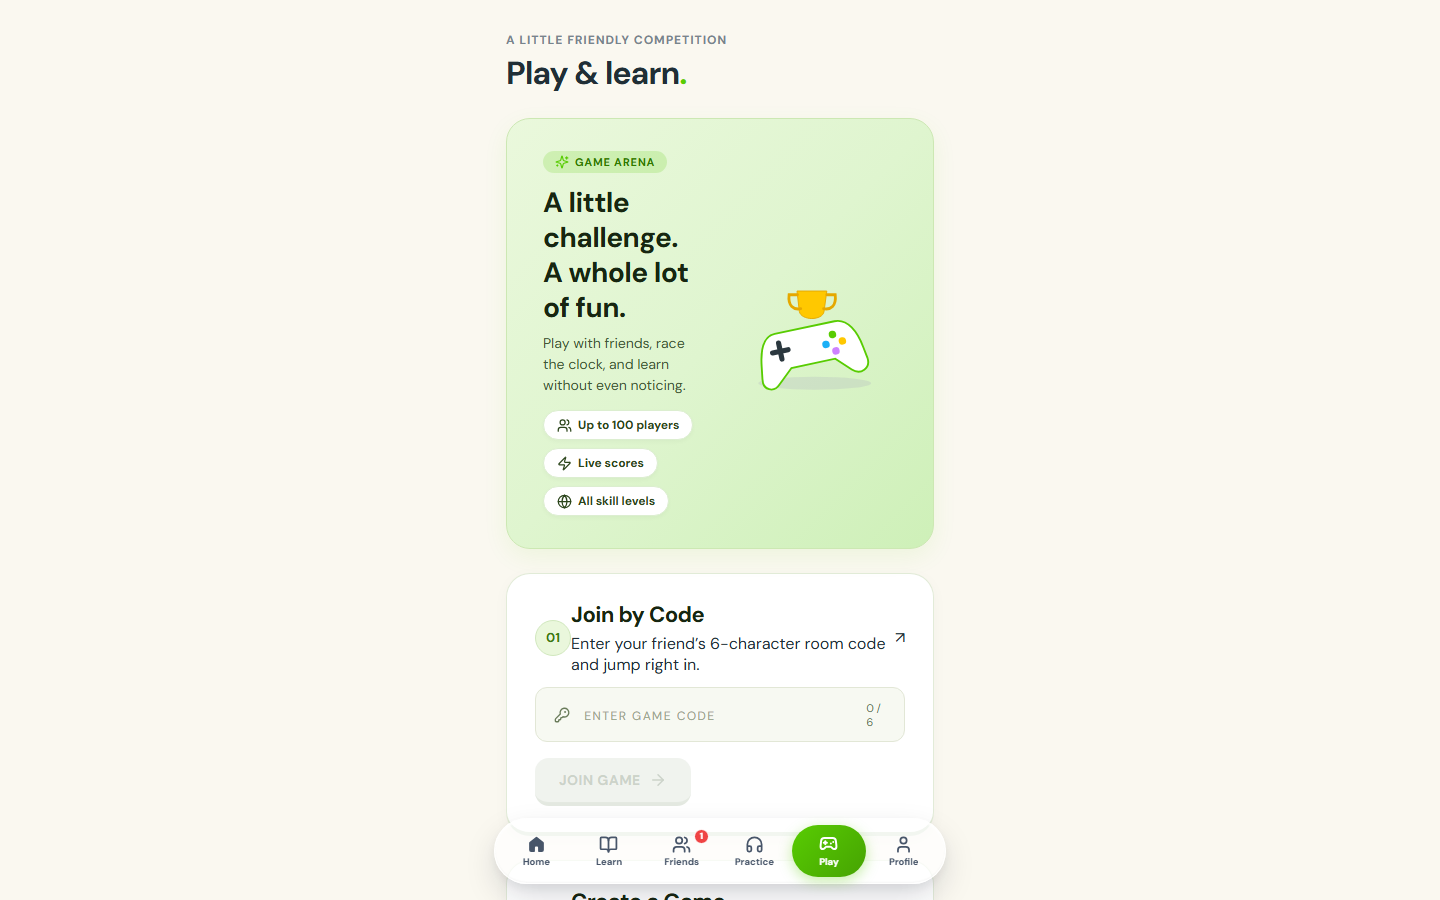 A LITTLE FRIENDLY COMPETITION
Play & learn.
GAME ARENA
A little
challenge.
A whole lot
of fun.
Play with friends, race
the clock, and learn
without even noticing.
Up to 100 players
Live scores
All skill levels
01
Join by Code
Enter your friend’s 6-character room code
and jump right in.
ENTER GAME CODE
0 /
6
JOIN GAME
Home
Learn
1
Friends
Practice
Play
Profile
Create a Game